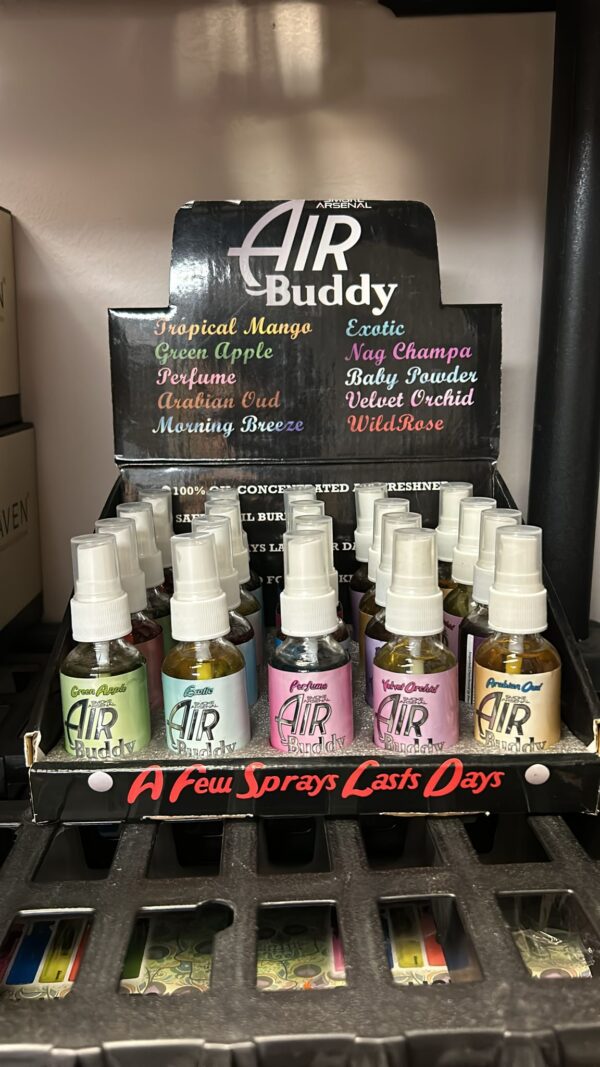 SMOKE
ARSENAL
AIR
Buddy
Tropical Mango
Exotic
Green Apple
Nag Champa
Perfume
Baby Powder
Arabian Oud
Velvet Orchid
Morning Breeze
WildRose
100% OIL CONCENTRATED
AVEN
Green Apple
AIR
Buddy
Exotic
AIR
Buddy
Perfume
AIR
Buddy
Velvet Orchid
AIR
Buddy
Arabian Oud
AIR
Buddy
A Few Sprays Lasts Days